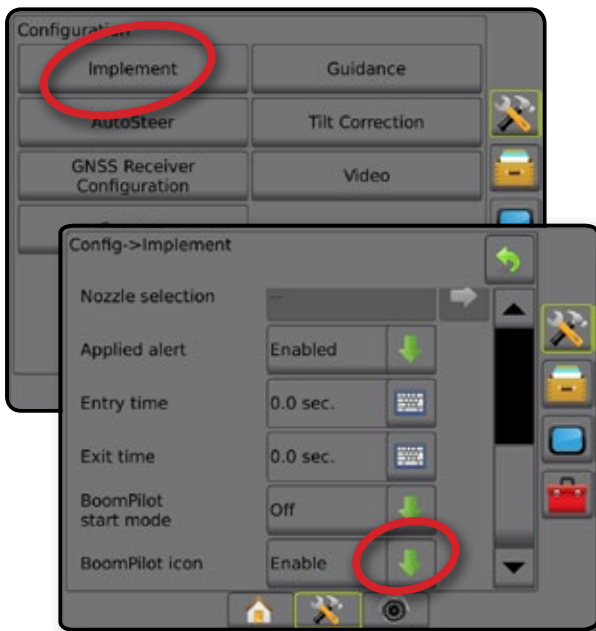 Configuration
Implement
Guidance
AutoSteer
Tilt Correction
GNSS Receiver
Configuration
Video
Config->Implement
Nozzle selection
---
Applied alert
Enabled
Entry time
0.0 sec.
Exit time
0.0 sec.
BoomPilot
start mode
Off
BoomPilot icon
Enable